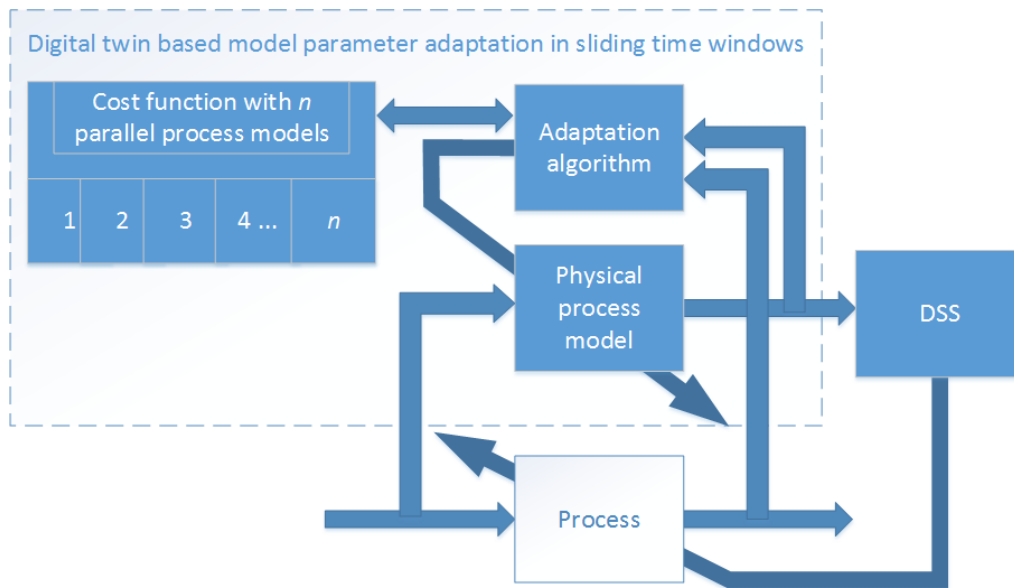 Digital twin based model parameter adaptation in sliding time windows
Cost function with n
parallel process models
1 2 3 4 ... n
Adaptation
algorithm
Physical
process
model
DSS
Process